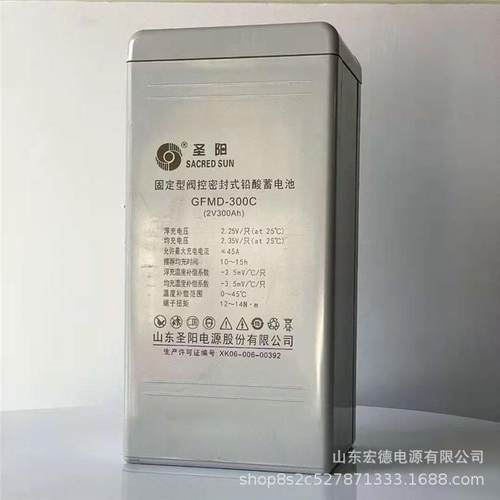 圣阳
SACRED SUN
固定型阀控密封式铅酸蓄电池
GFMD-300C
(2V300Ah)
浮充电压 2.25V/只(at 25℃)
均充电压 2.35V/只(at 25℃)
允许最大充电电流 ≤45A
推荐均充时间 10~15h
浮充温度补偿系数 -3.5mV/℃/只
均充温度补偿系数 -3.5mV/℃/只
温度补偿范围 0~45℃
端子扭矩 12~14N·m
山东圣阳电源股份有限公司
生产许可证编号: XK06-006-00392
山东宏德电源有限公司
shop8s2c527871333.1688.com